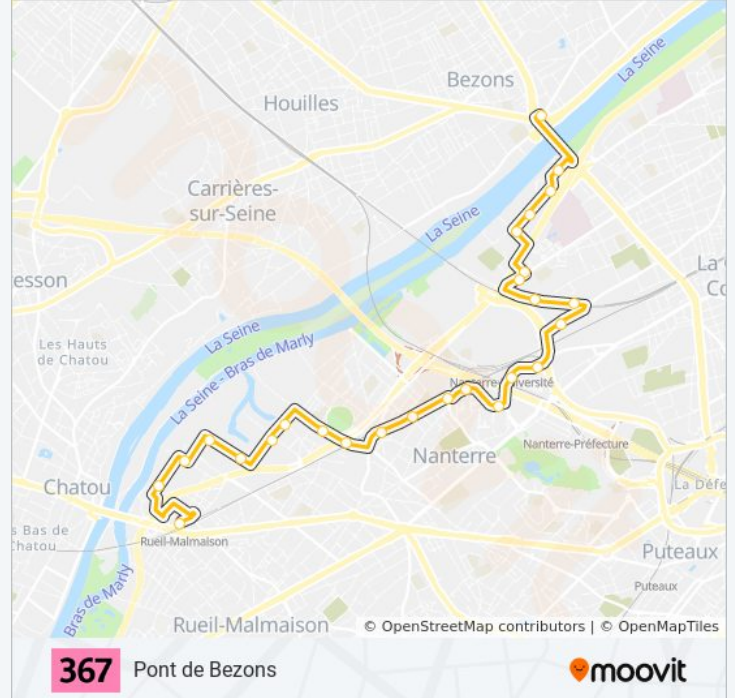 La Seine
Bezons
Houilles
Carrières-
sur-Seine
La Seine
La
Co
esson
La Seine
Les Hauts
de Chatou
La Seine - Bras de Marly
Nanterre-Université
Nanterre-Préfecture
Nanterre
La Défe
Chatou
s Bas de
Chatou
Rueil-Malmaison
Puteaux
Puteaux
Bras de Marly
Rueil-Malmaison
© OpenStreetMap contributors | © OpenMapTiles
367 Pont de Bezons
moovit